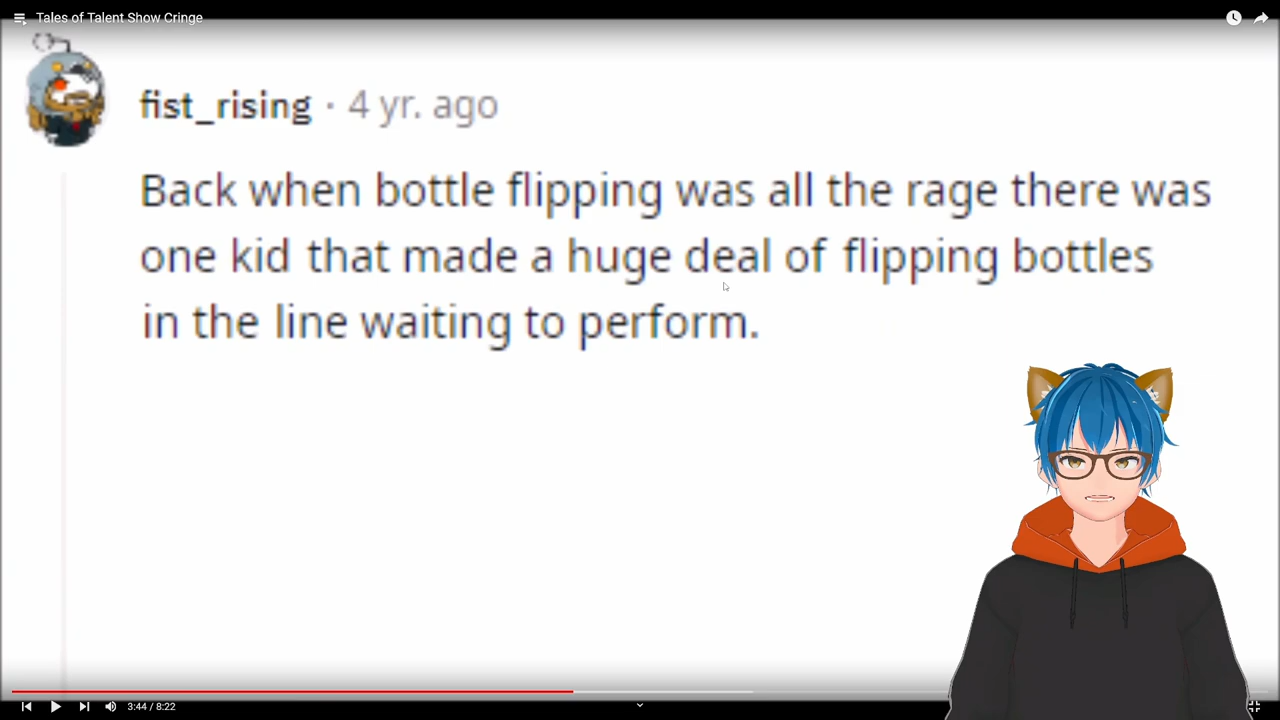 Tales of Talent Show Cringe
fist_rising · 4 yr. ago
Back when bottle flipping was all the rage there was
one kid that made a huge deal of flipping bottles
in the line waiting to perform.
3:44 / 8:22